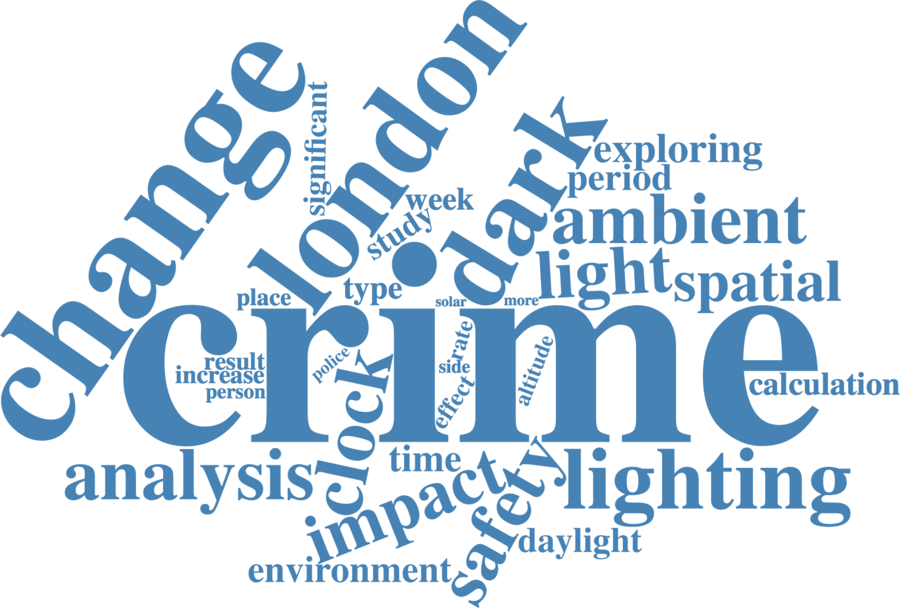 change
london
significant
dark
exploring
period
week
study
ambient
light
spatial
place
type
solar
more
crime
rate
result
increase
person
police
side
effect
altitude
calculation
clock
analysis
time
lighting
impact
safety
daylight
environment